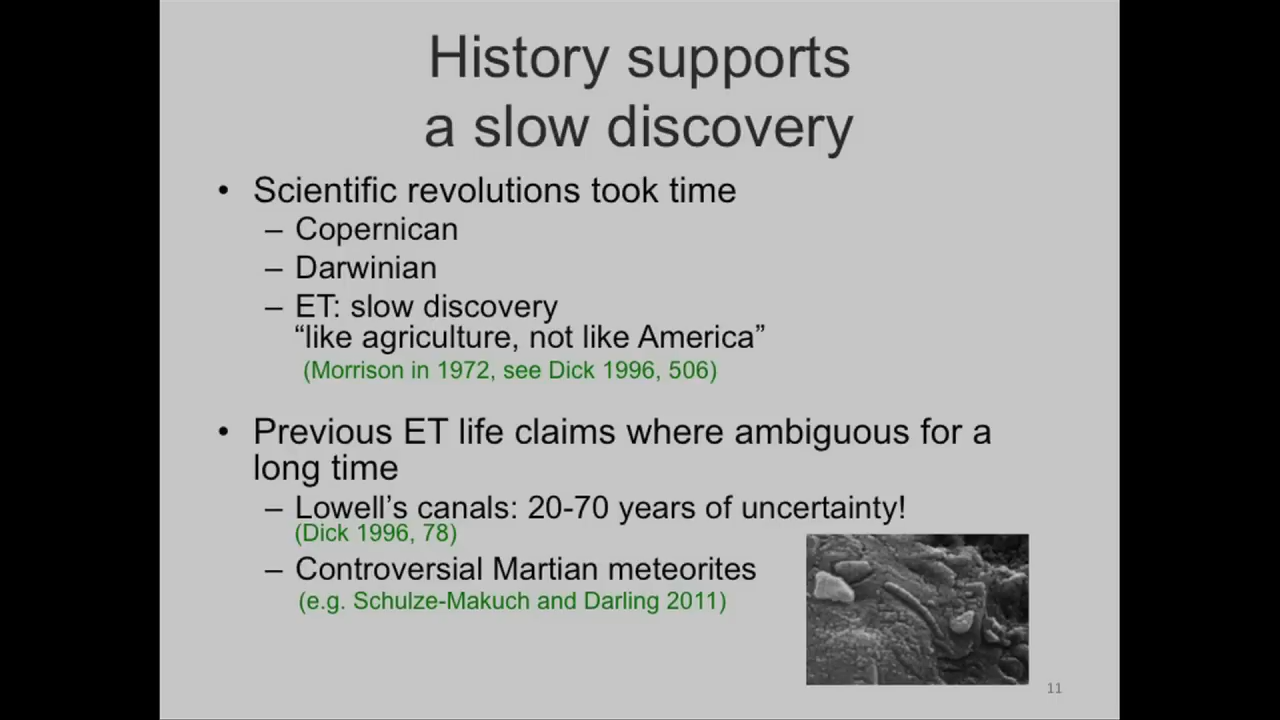 History supports
a slow discovery
• Scientific revolutions took time
– Copernican
– Darwinian
– ET: slow discovery
“like agriculture, not like America”
(Morrison in 1972, see Dick 1996, 506)
• Previous ET life claims where ambiguous for a
long time
– Lowell’s canals: 20-70 years of uncertainty!
(Dick 1996, 78)
– Controversial Martian meteorites
(e.g. Schulze-Makuch and Darling 2011)
11